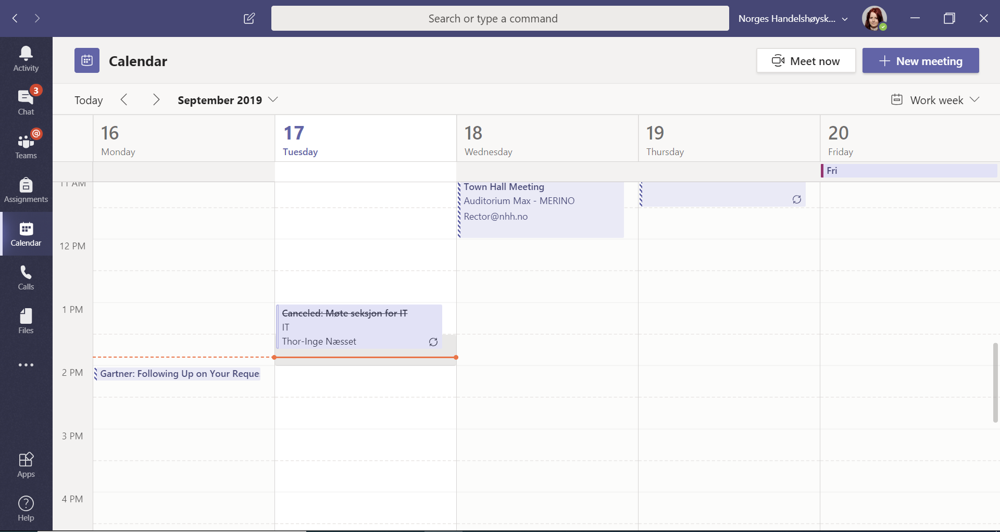 Search or type a command
Norges Handelshøysk...
Activity
3
Chat
@
Teams
Assignments
Calendar
Calls
Files
Apps
Help
Calendar
Meet now
New meeting
Today
September 2019
Work week
16
Monday
17
Tuesday
18
Wednesday
19
Thursday
20
Friday
Fri
11 AM
12 PM
1 PM
2 PM
3 PM
4 PM
Gartner: Following Up on Your Reque
Canceled: Møte seksjon for IT
IT
Thor-Inge Næsset
Town Hall Meeting
Auditorium Max - MERINO
Rector@nhh.no